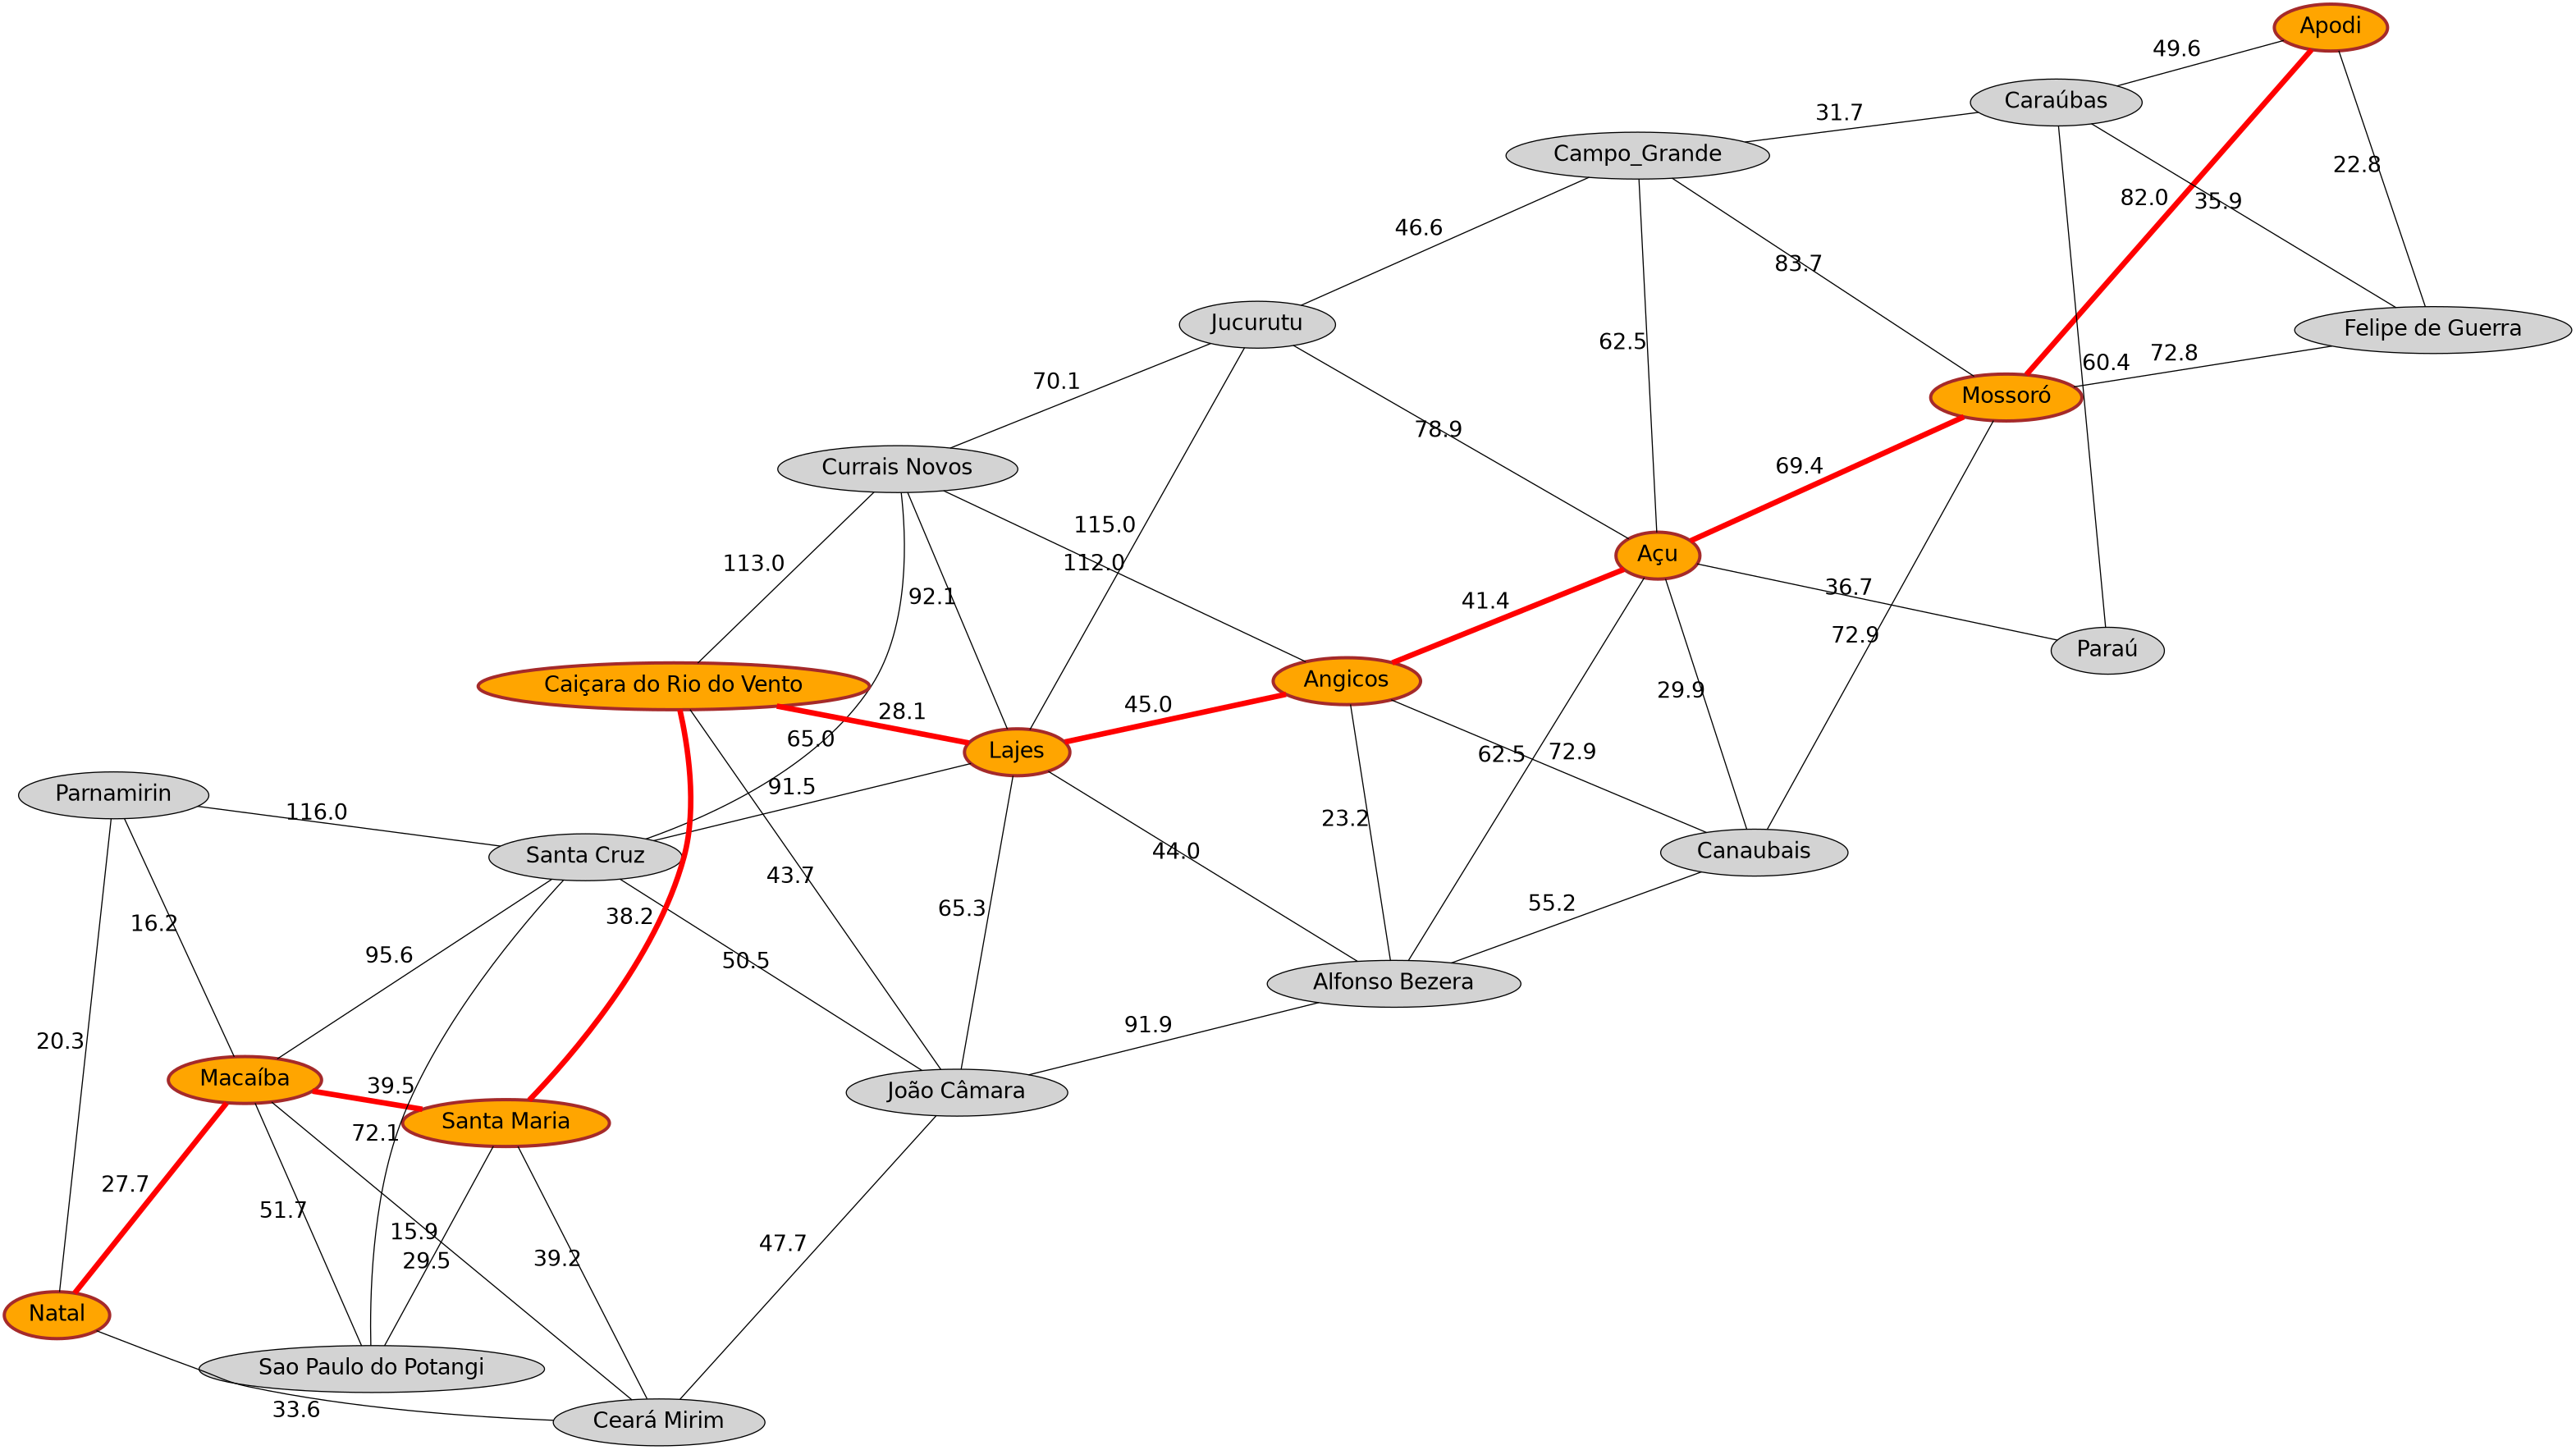 Apodi
49.6
Caraúbas
31.7
Campo_Grande
22.8
82.0
35.9
46.6
83.7
Jucurutu
Felipe de Guerra
62.5
72.8
60.4
70.1
Mossoró
78.9
69.4
Currais Novos
115.0
Açu
113.0
112.0
36.7
92.1
41.4
72.9
Paraú
Caiçara do Rio do Vento
Angicos
29.9
28.1
45.0
65.0
Lajes
62.5
72.9
Parnamirin
91.5
116.0
23.2
Santa Cruz
44.0
Canaubais
43.7
55.2
38.2
65.3
16.2
95.6
50.5
Alfonso Bezera
91.9
20.3
Macaíba
39.5
João Câmara
Santa Maria
72.1
27.7
51.7
15.9
47.7
29.5
39.2
Natal
Sao Paulo do Potangi
33.6
Ceará Mirim